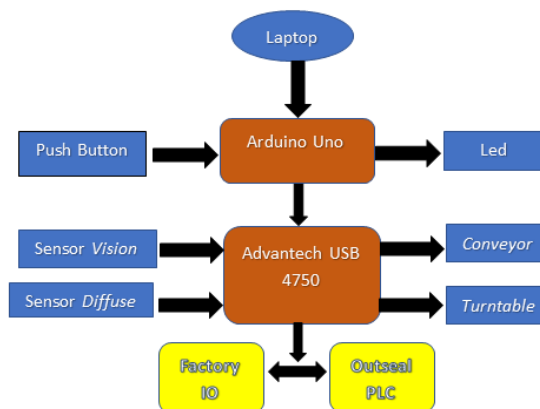 Laptop
Push Button
Arduino Uno
Led
Sensor Vision
Advantech USB
4750
Conveyor
Sensor Diffuse
Turntable
Factory
IO
Outseal
PLC